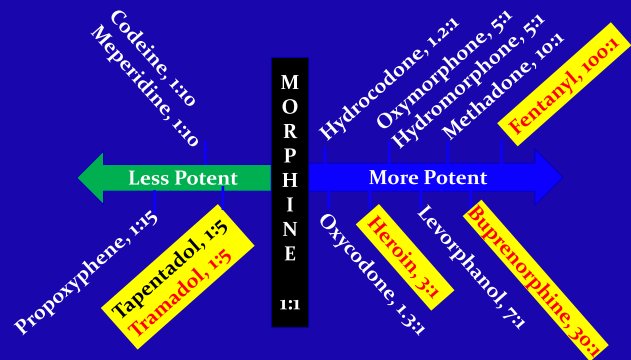 Codeine, 1:10
Meperidine, 1:10
Hydrocodone, 1.2:1
Oxymorphone, 5:1
Hydromorphone, 5:1
Methadone, 10:1
Fentanyl, 100:1
Less Potent
MORPHINE
1:1
More Potent
Propoxyphene, 1:15
Tapentadol, 1:5
Tramadol, 1:5
Oxycodone, 1.3:1
Heroin, 3:1
Levorphanol, 7:1
Buprenorphine, 30:1